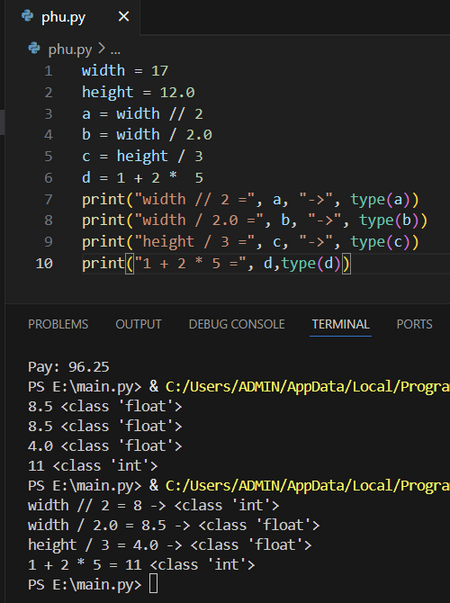 phu.py ×
phu.py > ...
1 width = 17
2 height = 12.0
3 a = width // 2
4 b = width / 2.0
5 c = height / 3
6 d = 1 + 2 *  5
7 print("width // 2 =", a, "->", type(a))
8 print("width / 2.0 =", b, "->", type(b))
9 print("height / 3 =", c, "->", type(c))
10 print("1 + 2 * 5 =", d,type(d))
PROBLEMS OUTPUT DEBUG CONSOLE TERMINAL PORTS
Pay: 96.25
PS E:\main.py> & C:/Users/ADMIN/AppData/Local/Progra
8.5 <class 'float'>
8.5 <class 'float'>
4.0 <class 'float'>
11 <class 'int'>
PS E:\main.py> & C:/Users/ADMIN/AppData/Local/Progra
width // 2 = 8 -> <class 'int'>
width / 2.0 = 8.5 -> <class 'float'>
height / 3 = 4.0 -> <class 'float'>
1 + 2 * 5 = 11 <class 'int'>
PS E:\main.py>